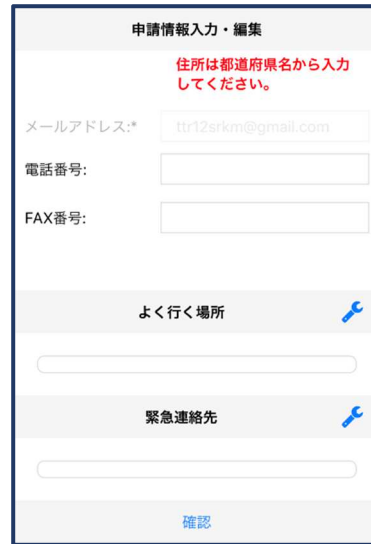 申請情報入力・編集
住所は都道府県名から入力
してください。
メールアドレス:* ttr12srkm@gmail.com
電話番号:
FAX番号:
よく行く場所
緊急連絡先
確認